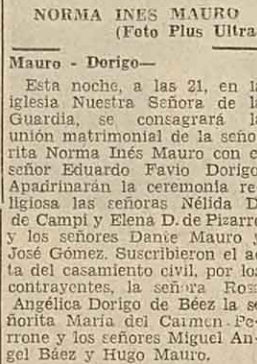 NORMA INES MAURO
(Foto Plus Ultra
Mauro - Dorigo—
Esta noche, a las 21, en la
iglesia Nuestra Señora de la
Guardia, se consagrará la
unión matrimonial de la seño
rita Norma Inés Mauro con e
señor Eduardo Favio Dorigo
Apadrinarán la ceremonia re
ligiosa las señoras Nélida D
de Campi y Elena D. de Pizarro
y los señores Dante Mauro y
José Gómez. Suscribieron el ac
ta del casamiento civil, por los
contrayentes, la señora Rosa
Angélica Dorigo de Béez la se
ñorita María del Carmen Pe-
rrone y los señores Miguel An-
gel Báez y Hugo Mauro.